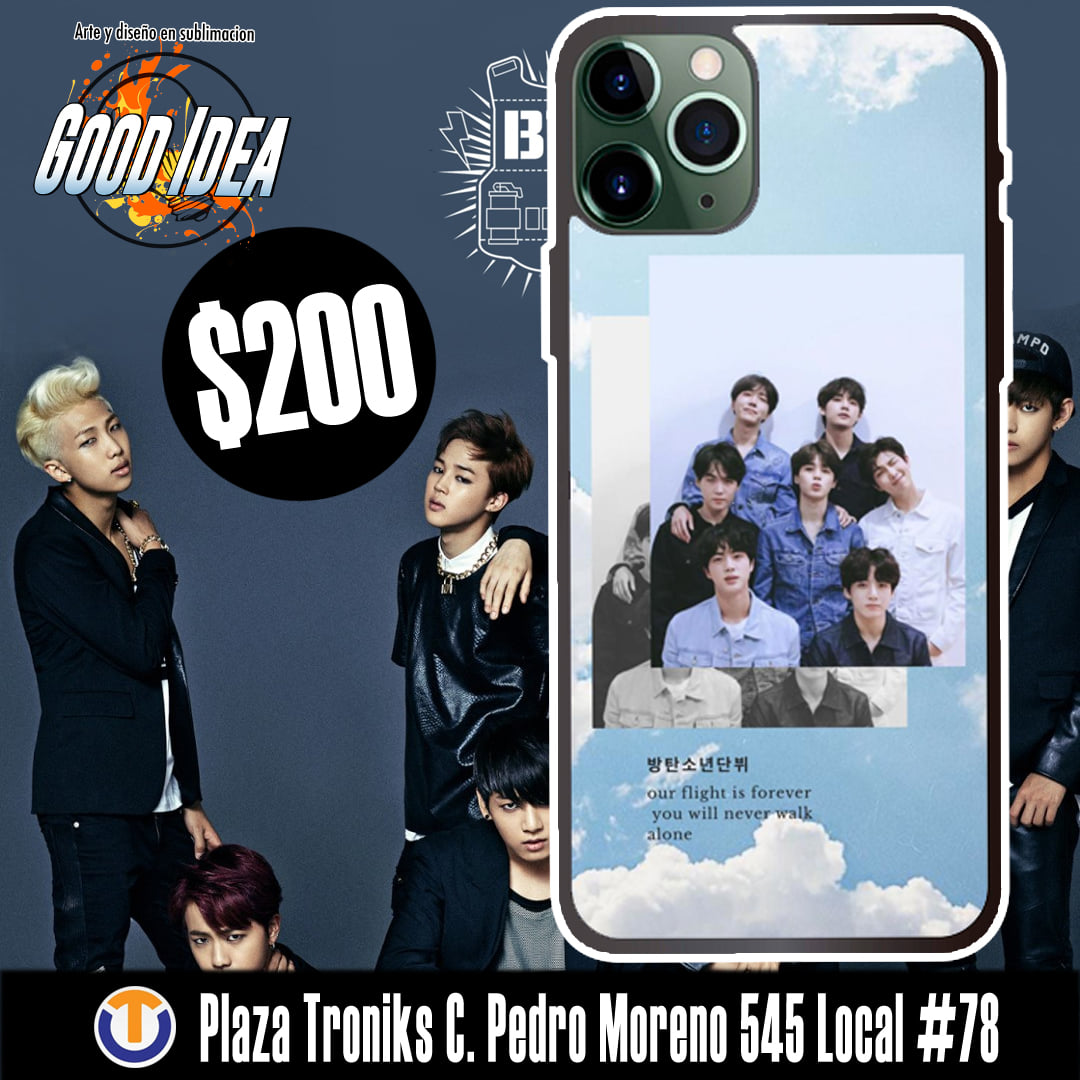 Arte y diseño en sublimacion
GOOD IDEA
$200
방탄소년단뷔
our flight is forever
you will never walk
alone
Plaza Troniks C. Pedro Moreno 545 Local #78